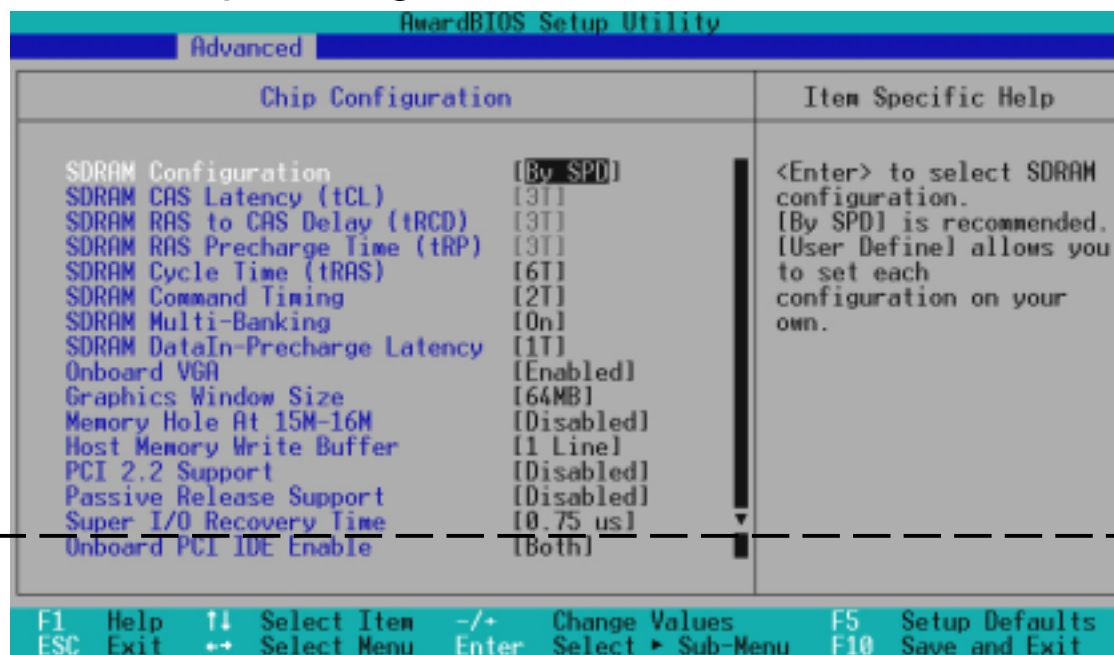 AwardBIOS Setup Utility
Advanced
Chip Configuration
Item Specific Help
SDRAM Configuration [By SPD]
SDRAM CAS Latency (tCL) [3T]
SDRAM RAS to CAS Delay (tRCD) [3T]
SDRAM RAS Precharge Time (tRP) [3T]
SDRAM Cycle Time (tRAS) [6T]
SDRAM Command Timing [2T]
SDRAM Multi-Banking [On]
SDRAM DataIn-Precharge Latency [1T]
Onboard VGA [Enabled]
Graphics Window Size [64MB]
Memory Hole At 15M-16M [Disabled]
Host Memory Write Buffer [1 Line]
PCI 2.2 Support [Disabled]
Passive Release Support [Disabled]
Super I/O Recovery Time [0.75 us]
Onboard PCI IDE Enable [Both]
<Enter> to select SDRAM
configuration.
[By SPD] is recommended.
[User Define] allows you
to set each
configuration on your
own.
F1 Help ↑↓ Select Item -/+ Change Values F5 Setup Defaults
ESC Exit ↔ Select Menu Enter Select ► Sub-Menu F10 Save and Exit